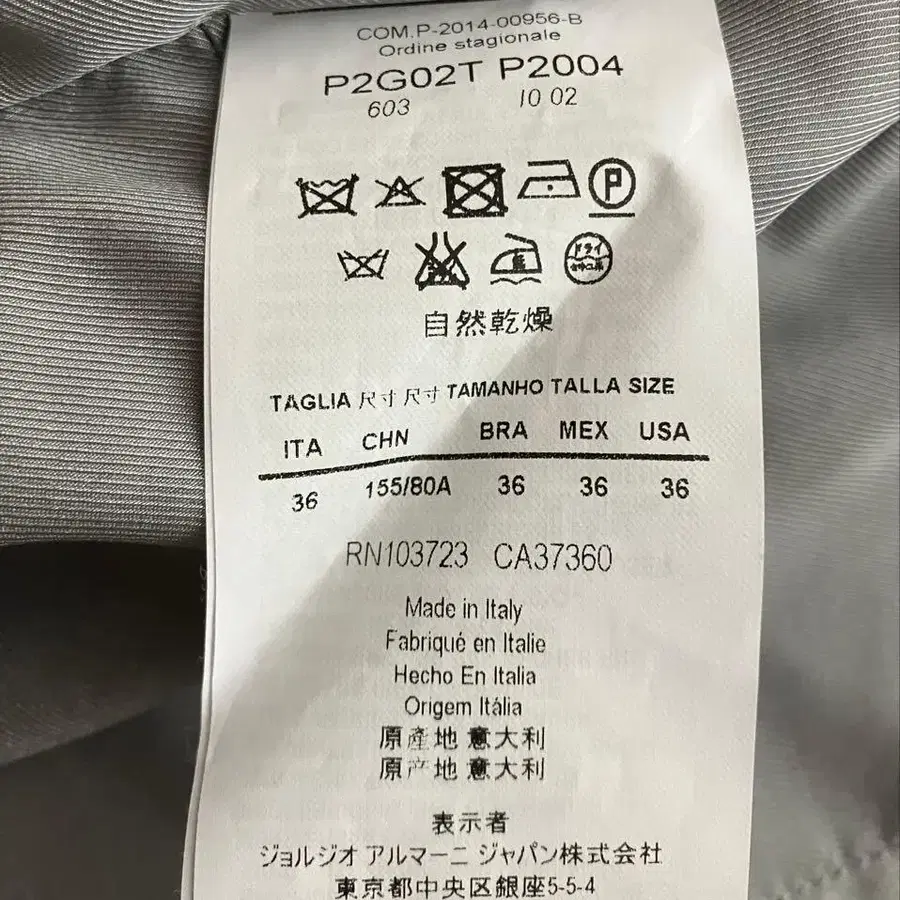 COM.P-2014-00956-B
Ordine stagionale
P2G02T P2004
603 I0 02
P
ドライ
自然乾燥
TAGLIA 尺寸 尺寸 TAMANHO TALLA SIZE
ITA CHN BRA MEX USA
36 155/80A 36 36 36
RN103723 CA37360
Made in Italy
Fabriqué en Italie
Hecho En Italia
Origem Itália
原產地 意大利
原产地 意大利
表示者
ジョルジオ アルマーニ ジャパン株式会社
東京都中央区銀座5-5-4